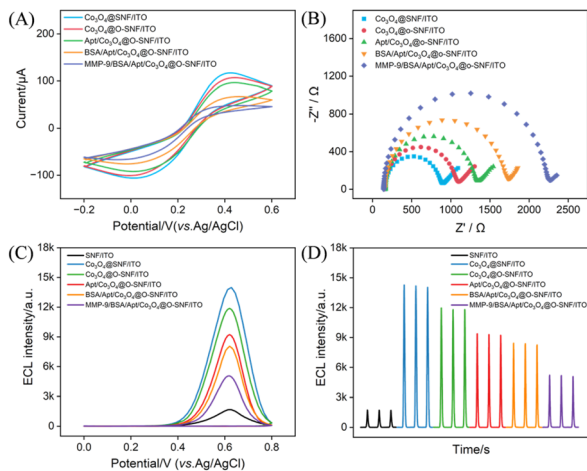 (A)
Co₃O₄@SNF/ITO
Co₃O₄@O-SNF/ITO
Apt/Co₃O₄@O-SNF/ITO
BSA/Apt/Co₃O₄@O-SNF/ITO
MMP-9/BSA/Apt/Co₃O₄@O-SNF/ITO
Current/µA
200
100
0
−100
−0.2 0.0 0.2 0.4 0.6
Potential/V(vs.Ag/AgCl)
(B)
Co₃O₄@SNF/ITO
Co₃O₄@o-SNF/ITO
Apt/Co₃O₄@o-SNF/ITO
BSA/Apt/Co₃O₄@o-SNF/ITO
MMP-9/BSA/Apt/Co₃O₄@o-SNF/ITO
-Z'' / Ω
1800
1400
1000
600
200
0
0 500 1000 1500 2000 2500
Z' / Ω
(C)
SNF/ITO
Co₃O₄@SNF/ITO
Co₃O₄@O-SNF/ITO
Apt/Co₃O₄@O-SNF/ITO
BSA/Apt/Co₃O₄@O-SNF/ITO
MMP-9/BSA/Apt/Co₃O₄@O-SNF/ITO
ECL intensity/a.u.
18k
15k
12k
9k
6k
3k
0
0.0 0.2 0.4 0.6 0.8
Potential/V (vs.Ag/AgCl)
(D)
SNF/ITO
Co₃O₄@SNF/ITO
Co₃O₄@O-SNF/ITO
Apt/Co₃O₄@O-SNF/ITO
BSA/Apt/Co₃O₄@O-SNF/ITO
MMP-9/BSA/Apt/Co₃O₄@O-SNF/ITO
ECL intensity/a.u.
18k
15k
12k
9k
6k
3k
0
Time/s